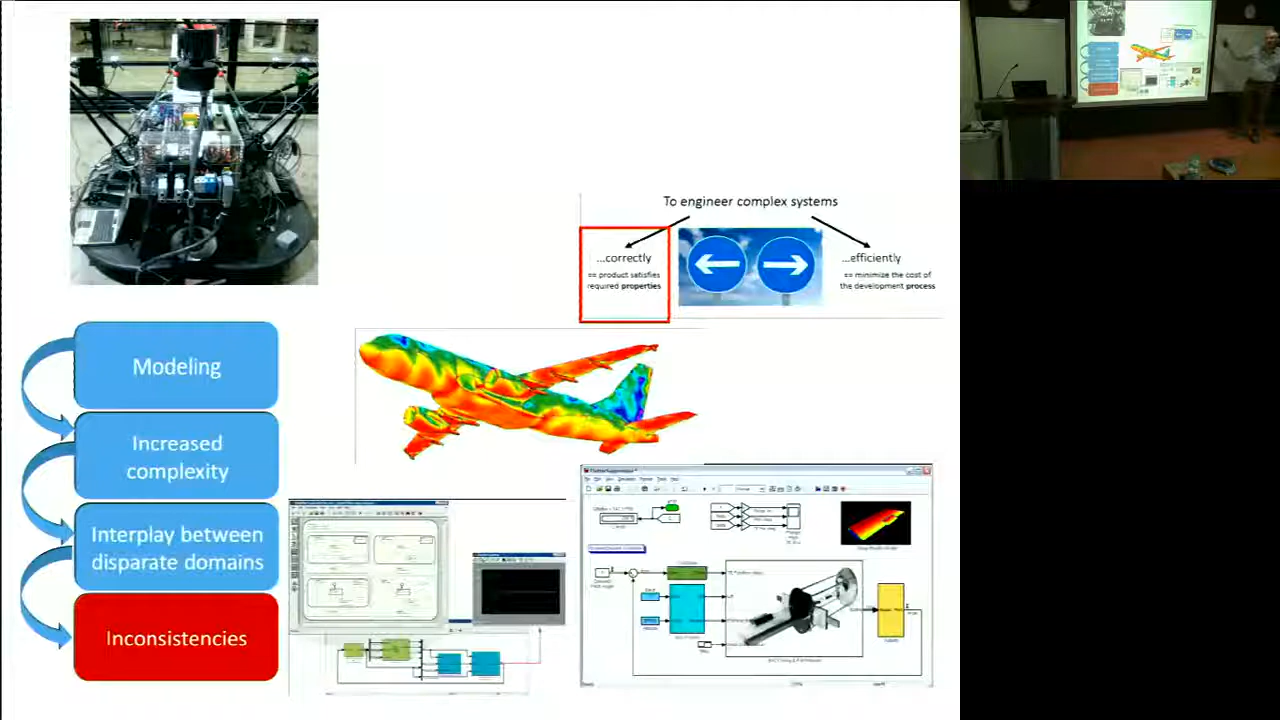 To engineer complex systems
...correctly
== product satisfies
required properties
...efficiently
== minimize the cost of
the development process
Modeling
Increased
complexity
Interplay between
disparate domains
Inconsistencies